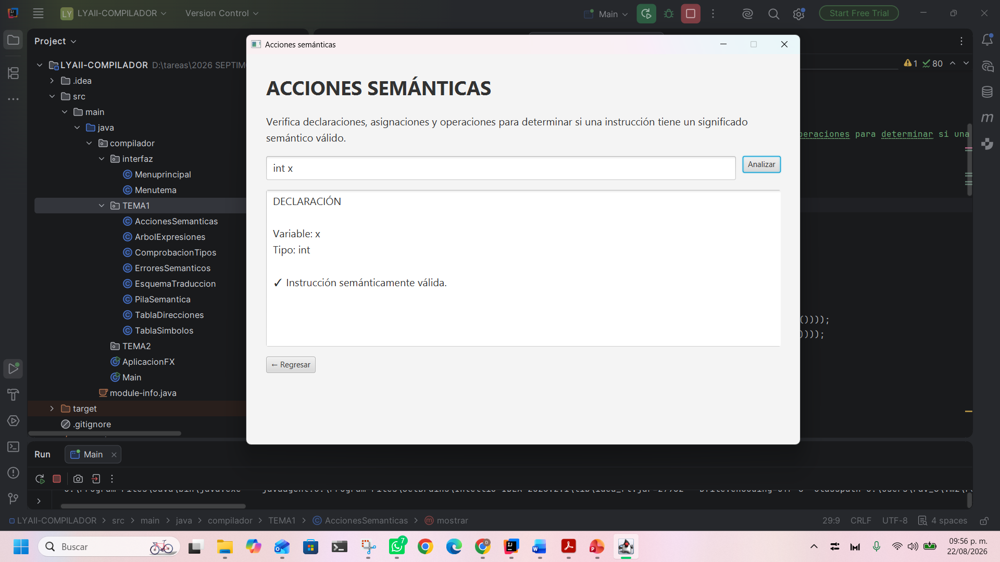 LY LYAII-COMPILADOR Version Control Main Start Free Trial
Project
LYAII-COMPILADOR D:\tareas\2026 SEPTIM
.idea
src
main
java
compilador
interfaz
Menuprincipal
Menutema
TEMA1
AccionesSemanticas
ArbolExpresiones
ComprobacionTipos
ErroresSemanticos
EsquemaTraduccion
PilaSemantica
TablaDirecciones
TablaSimbolos
TEMA2
AplicacionFX
Main
module-info.java
target
.gitignore
Acciones semánticas
ACCIONES SEMÁNTICAS
Verifica declaraciones, asignaciones y operaciones para determinar si una instrucción tiene un significado
semántico válido.
int x
Analizar
DECLARACIÓN
Variable: x
Tipo: int
✓ Instrucción semánticamente válida.
← Regresar
1 80
peraciones para determinar si una
())));
))));
Run Main
LYAII-COMPILADOR > src > main > java > compilador > TEMA1 > AccionesSemanticas > mostrar
29:9 CRLF UTF-8 4 spaces
Buscar
7
09:56 p. m.
22/08/2026